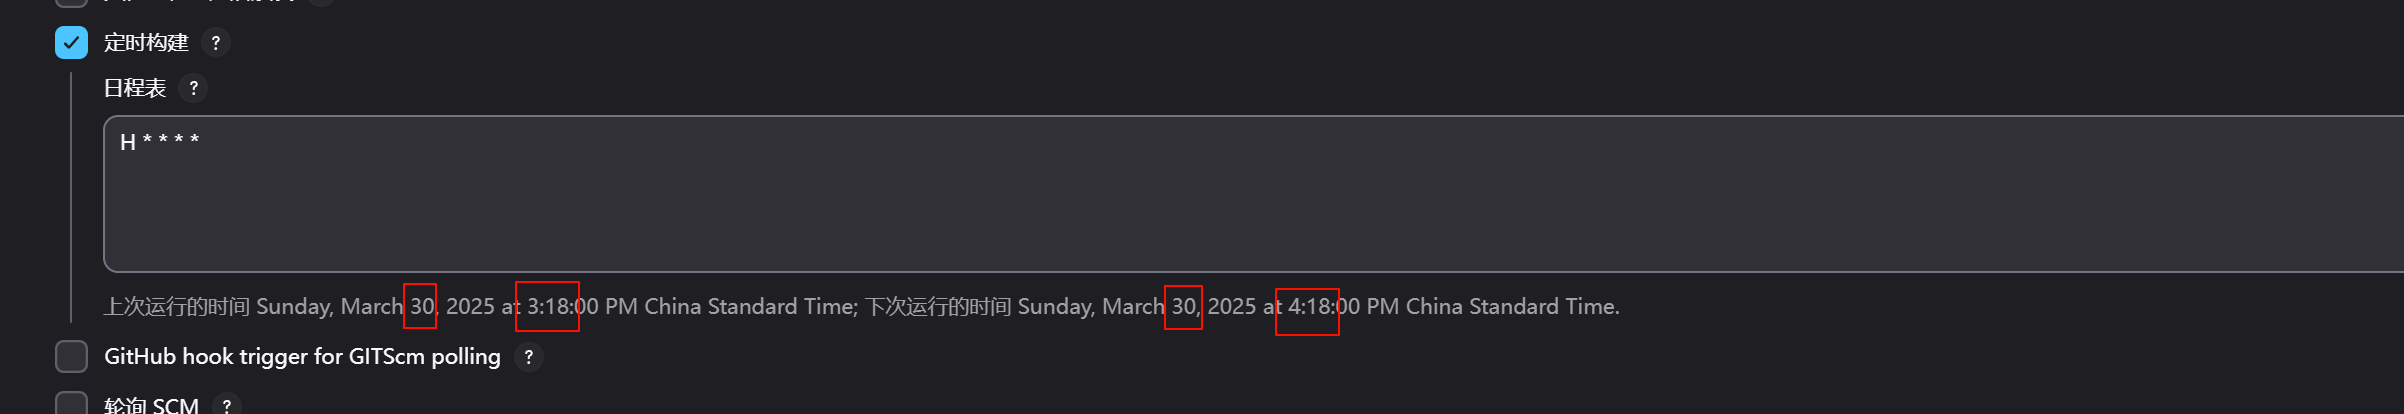 定时构建 ?
日程表 ?
H * * * *
上次运行的时间 Sunday, March 30, 2025 at 3:18:00 PM China Standard Time; 下次运行的时间 Sunday, March 30, 2025 at 4:18:00 PM China Standard Time.
GitHub hook trigger for GITScm polling ?
轮询 SCM ?